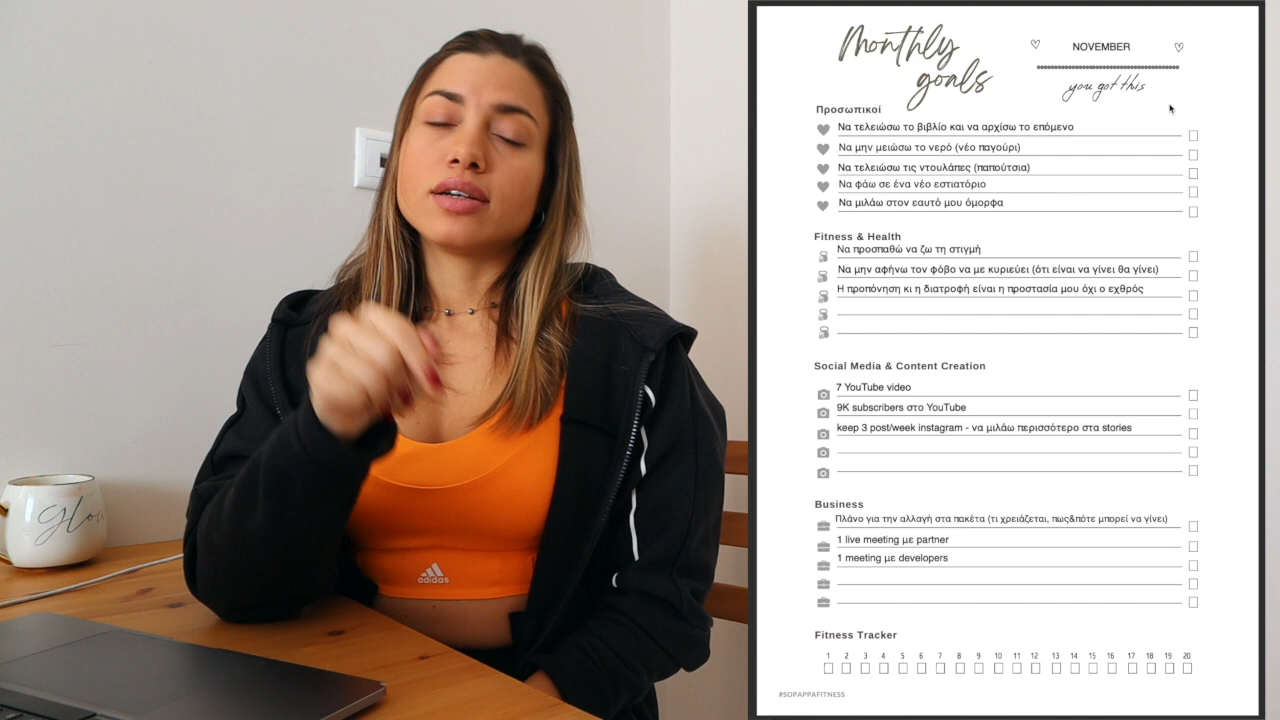 Monthly
goals
NOVEMBER
you got this
Προσωπικοί
Να τελειώσω το βιβλίο και να αρχίσω το επόμενο
Να μην μειώσω το νερό (νέο παγούρι)
Να τελειώσω τις ντουλάπες (παπούτσια)
Να φάω σε ένα νέο εστιατόριο
Να μιλάω στον εαυτό μου όμορφα
Fitness & Health
Να προσπαθώ να ζω τη στιγμή
Να μην αφήνω τον φόβο να με κυριεύει (ότι είναι να γίνει θα γίνει)
Η προπόνηση κι η διατροφή είναι η προστασία μου όχι ο εχθρός
Social Media & Content Creation
7 YouTube video
9K subscribers στο YouTube
keep 3 post/week instagram - να μιλάω περισσότερο στα stories
Business
Πλάνο για την αλλαγή στα πακέτα (τι χρειάζεται, πως&πότε μπορεί να γίνει)
1 live meeting με partner
1 meeting με developers
Fitness Tracker
1 2 3 4 5 6 7 8 9 10 11 12 13 14 15 16 17 18 19 20
#SOPAPPAFITNESS
adidas